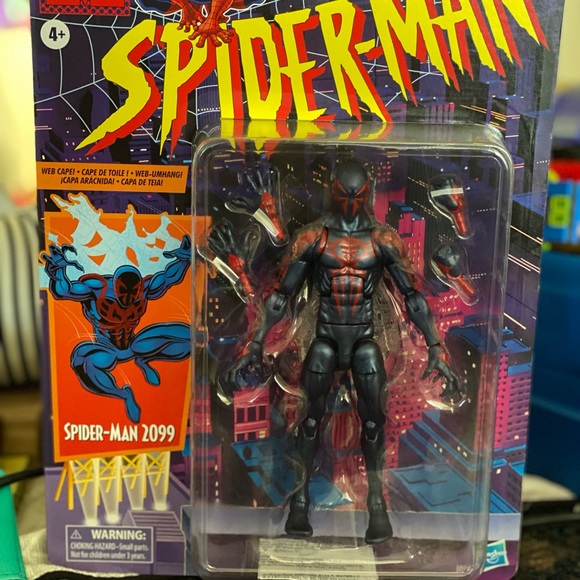 4+
SPIDER-MAN
WEB CAPE! • CAPE DE TOILE ! • WEB-UMHANG!
¡CAPA ARÁCNIDA! • CAPA DE TEIA!
SPIDER-MAN 2099
WARNING:
CHOKING HAZARD–Small parts.
Not for children under 3 years.
Hasbro